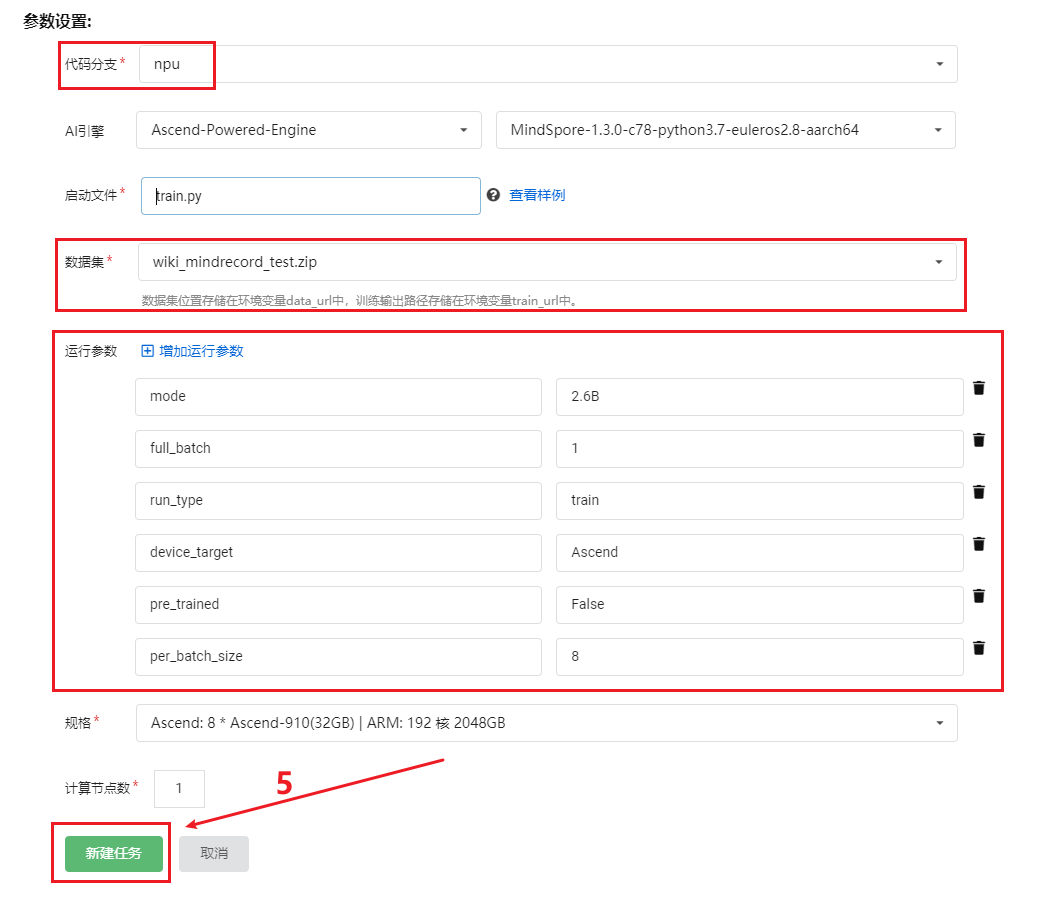 参数设置:
代码分支* npu
AI引擎 Ascend-Powered-Engine MindSpore-1.3.0-c78-python3.7-euleros2.8-aarch64
启动文件* train.py 查看样例
数据集* wiki_mindrecord_test.zip
数据集位置存储在环境变量data_url中，训练输出路径存储在环境变量train_url中。
运行参数 增加运行参数
mode 2.6B
full_batch 1
run_type train
device_target Ascend
pre_trained False
per_batch_size 8
规格* Ascend: 8 * Ascend-910(32GB) | ARM: 192 核 2048GB
计算节点数* 1
5
新建任务 取消